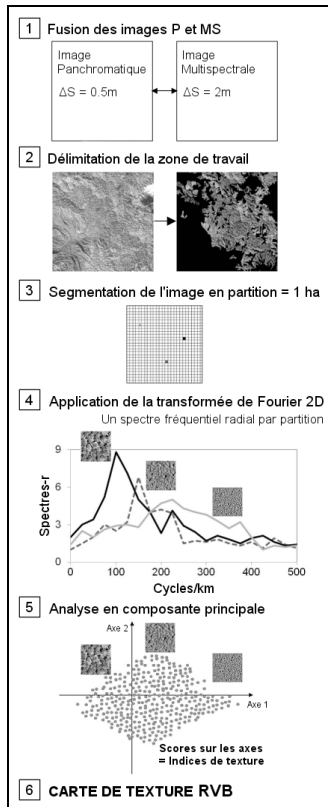 1 Fusion des images P et MS
Image
Panchromatique
ΔS = 0.5m
Image
Multispectrale
ΔS = 2m
2 Délimitation de la zone de travail
3 Segmentation de l'image en partition = 1 ha
4 Application de la transformée de Fourier 2D
Un spectre fréquentiel radial par partition
Spectres-r
9
6
3
0
0 100 200 300 400 500
Cycles/km
5 Analyse en composante principale
Axe 2
Axe 1
Scores sur les axes
= Indices de texture
6 CARTE DE TEXTURE RVB